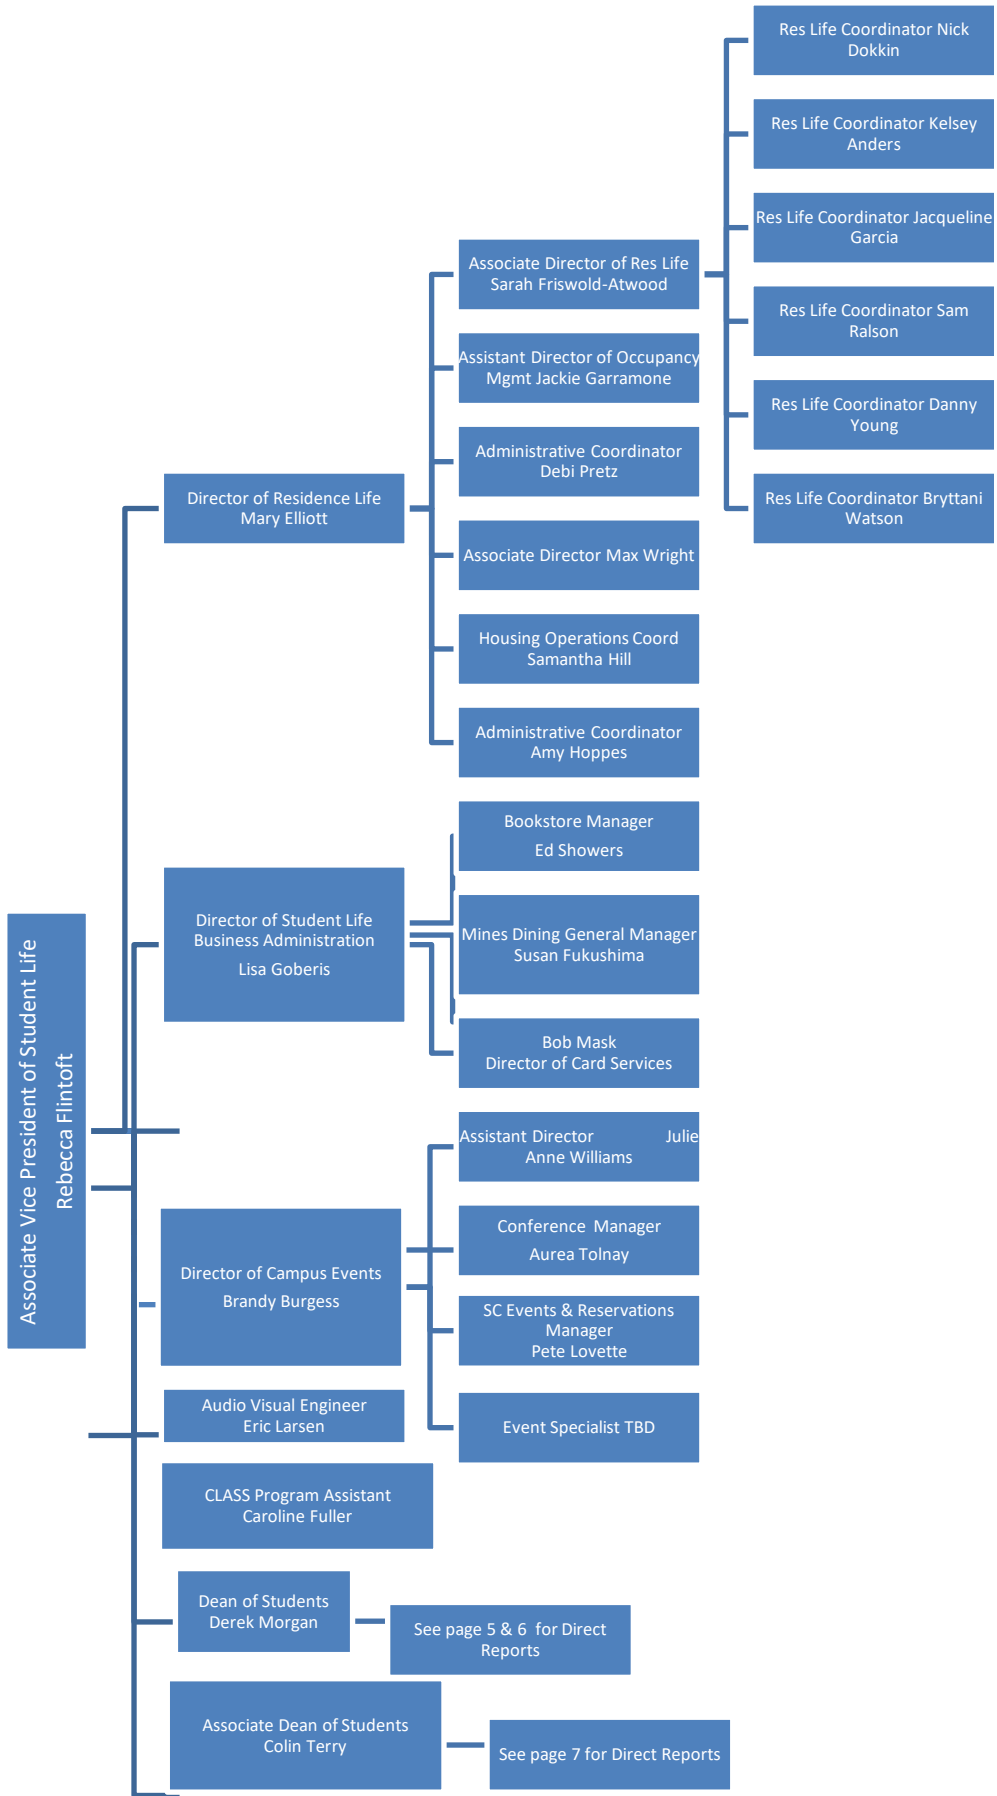 Res Life Coordinator Nick
Dokkin
Res Life Coordinator Kelsey
Anders
Res Life Coordinator Jacqueline
Garcia
Associate Director of Res Life
Sarah Friswold-Atwood
Res Life Coordinator Sam
Ralson
Assistant Director of Occupancy
Mgmt Jackie Garramone
Res Life Coordinator Danny
Young
Administrative Coordinator
Debi Pretz
Director of Residence Life
Mary Elliott
Res Life Coordinator Bryttani
Watson
Associate Director Max Wright
Housing Operations Coord
Samantha Hill
Administrative Coordinator
Amy Hoppes
Bookstore Manager
Ed Showers
Director of Student Life
Business Administration
Lisa Goberis
Mines Dining General Manager
Susan Fukushima
Bob Mask
Director of Card Services
Associate Vice President of Student Life
Rebecca Flintoft
Assistant Director Julie
Anne Williams
Conference Manager
Aurea Tolnay
Director of Campus Events
Brandy Burgess
SC Events & Reservations
Manager
Pete Lovette
Audio Visual Engineer
Eric Larsen
Event Specialist TBD
CLASS Program Assistant
Caroline Fuller
Dean of Students
Derek Morgan
See page 5 & 6 for Direct
Reports
Associate Dean of Students
Colin Terry
See page 7 for Direct Reports